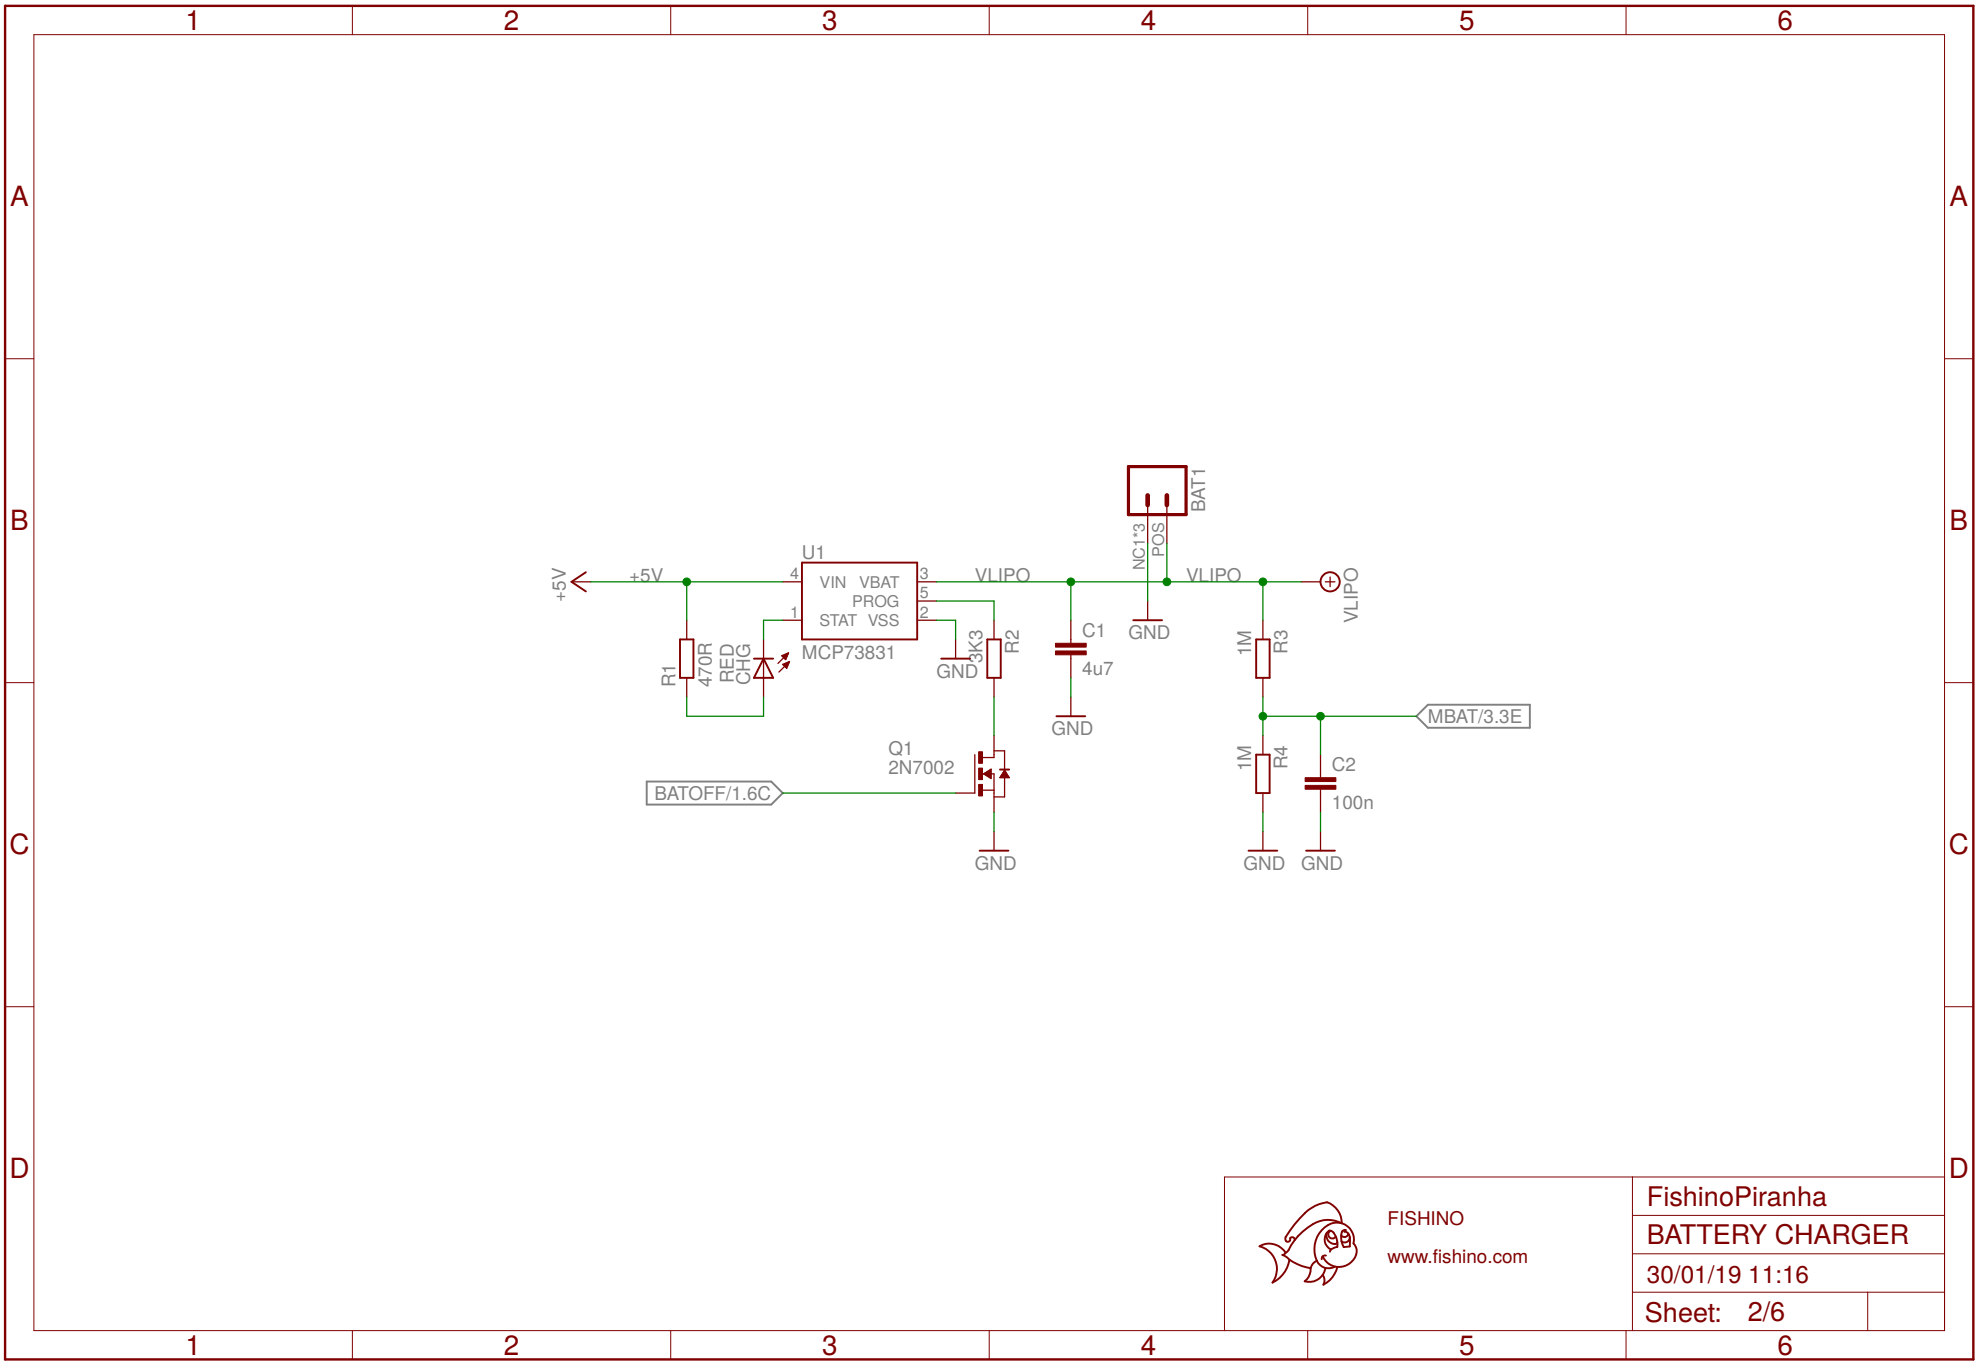 1 2 3 4 5 6
A A
B B
C C
D D
BAT1
NC1*3
POS
U1
+5V
+5V
4
VIN VBAT
3
VLIPO
VLIPO
VLIPO
PROG
5
1
STAT VSS
2
MCP73831
R1
470R
RED
CHG
GND
3K3
R2
C1
4u7
GND
GND
1M
R3
MBAT/3.3E
Q1
2N7002
BATOFF/1.6C
GND
1M
R4
C2
100n
GND
GND
FISHINO
www.fishino.com
FishinoPiranha
BATTERY CHARGER
30/01/19 11:16
Sheet: 2/6
1 2 3 4 5 6